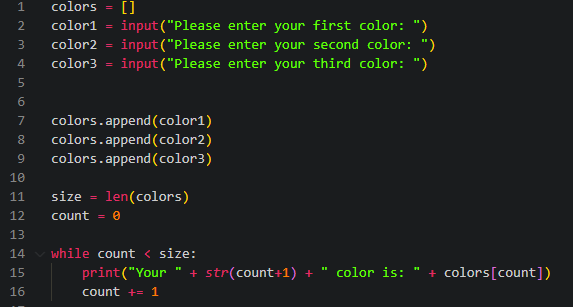 1 colors = []
2 color1 = input("Please enter your first color: ")
3 color2 = input("Please enter your second color: ")
4 color3 = input("Please enter your third color: ")
5
6
7 colors.append(color1)
8 colors.append(color2)
9 colors.append(color3)
10
11 size = len(colors)
12 count = 0
13
14 while count < size:
15     print("Your " + str(count+1) + " color is: " + colors[count])
16     count += 1